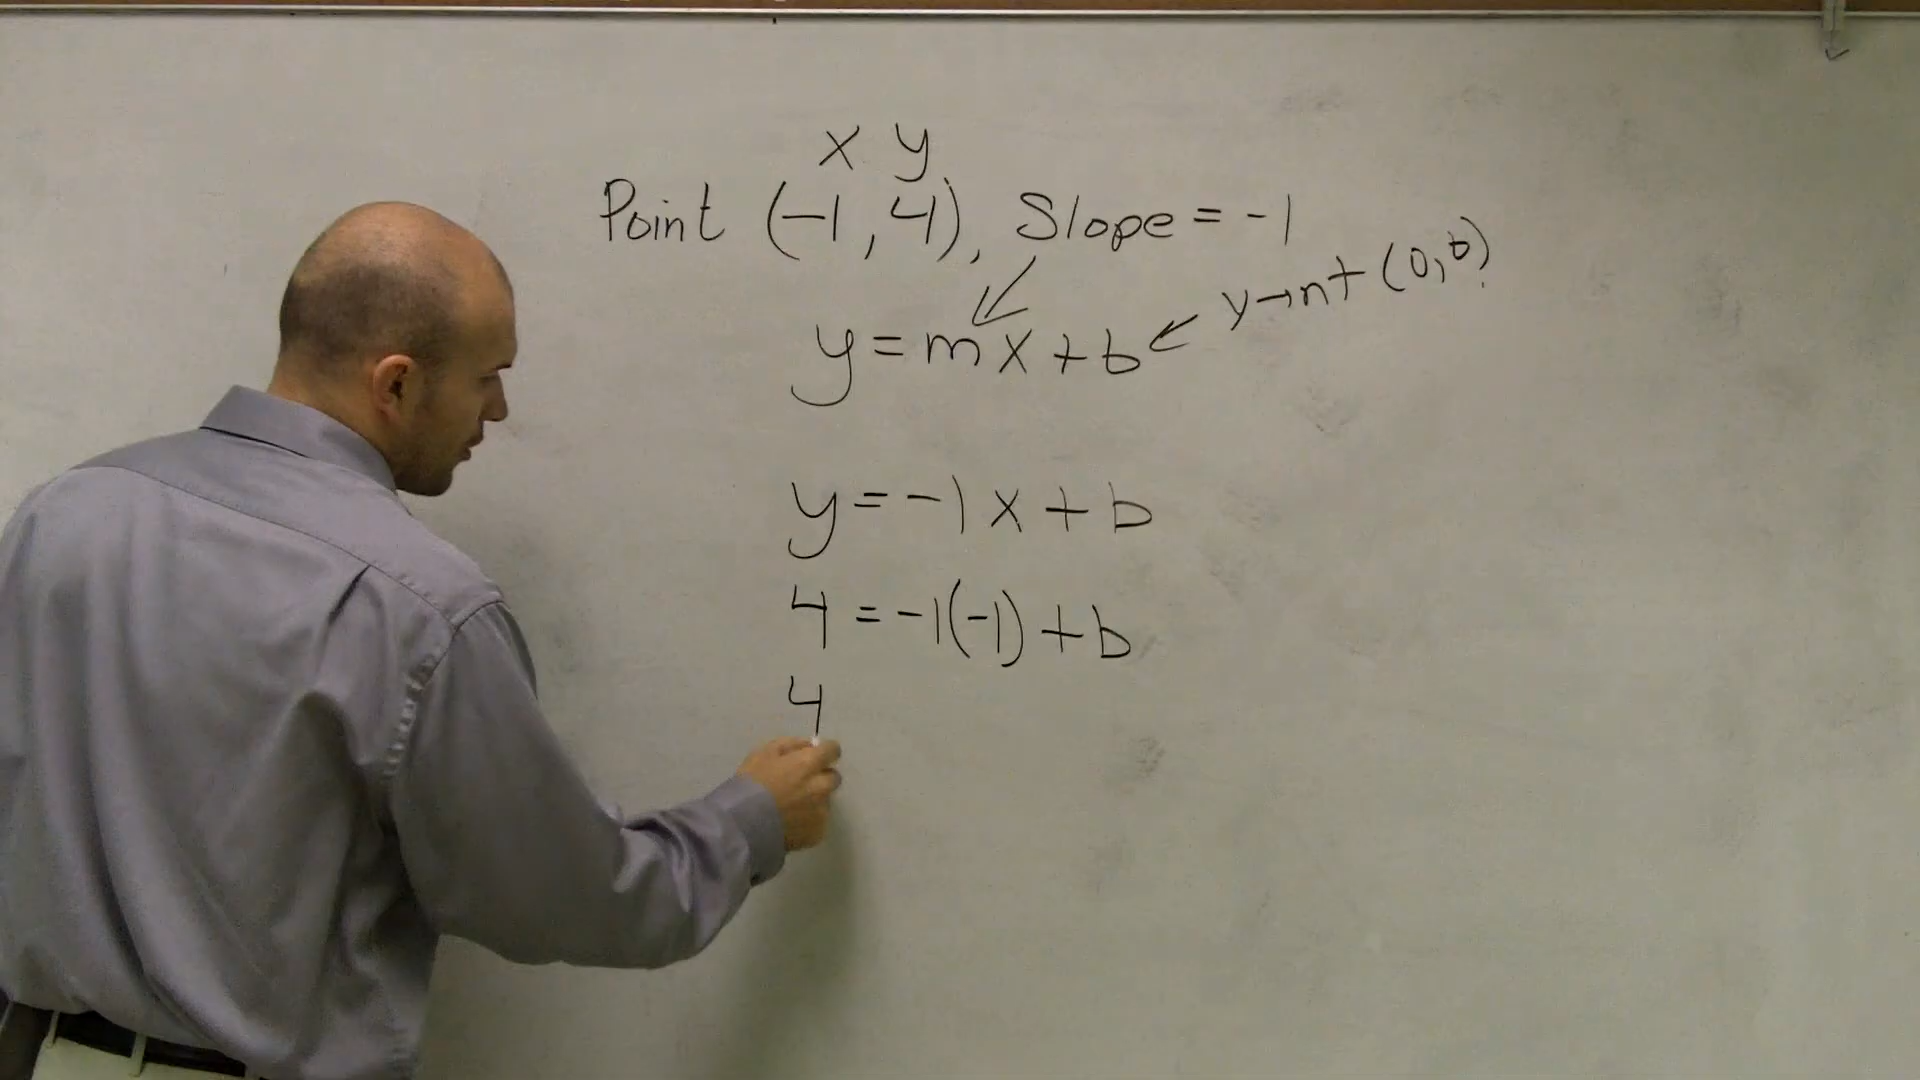 x y
Point (-1, 4), Slope = -1
y-int (0, b)
y = mx + b
y = -1x + b
4 = -1(-1) + b
4